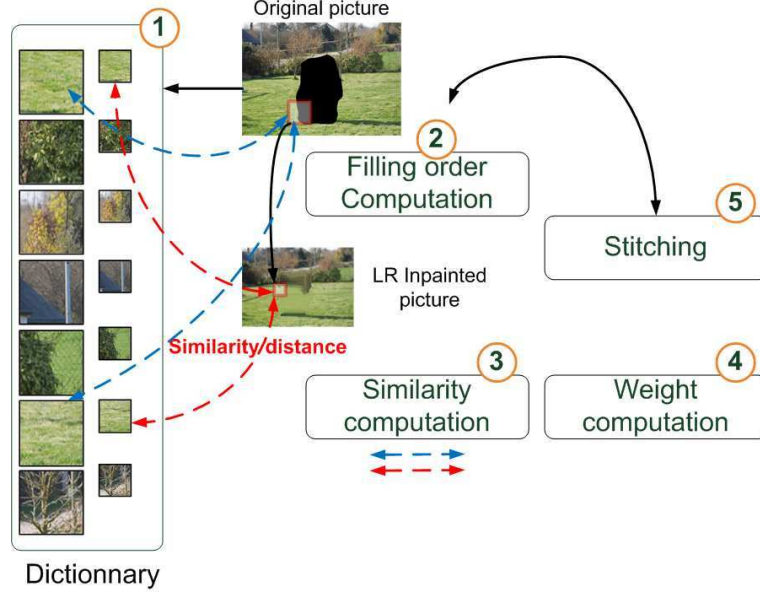 Original picture
1
2
Filling order
Computation
5
Stitching
LR Inpainted
picture
Similarity/distance
3
Similarity
computation
4
Weight
computation
Dictionnary